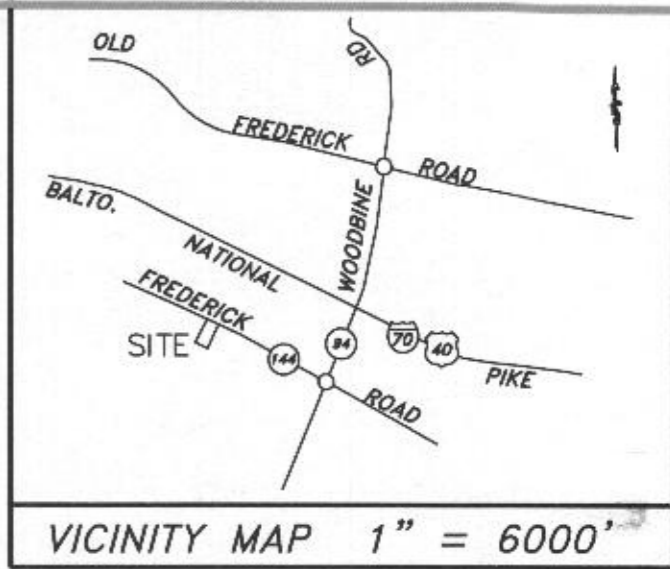 OLD
RD
FREDERICK ROAD
BALTO. NATIONAL PIKE
WOODBINE
FREDERICK ROAD
SITE
144
94
70
40
VICINITY MAP 1" = 6000'